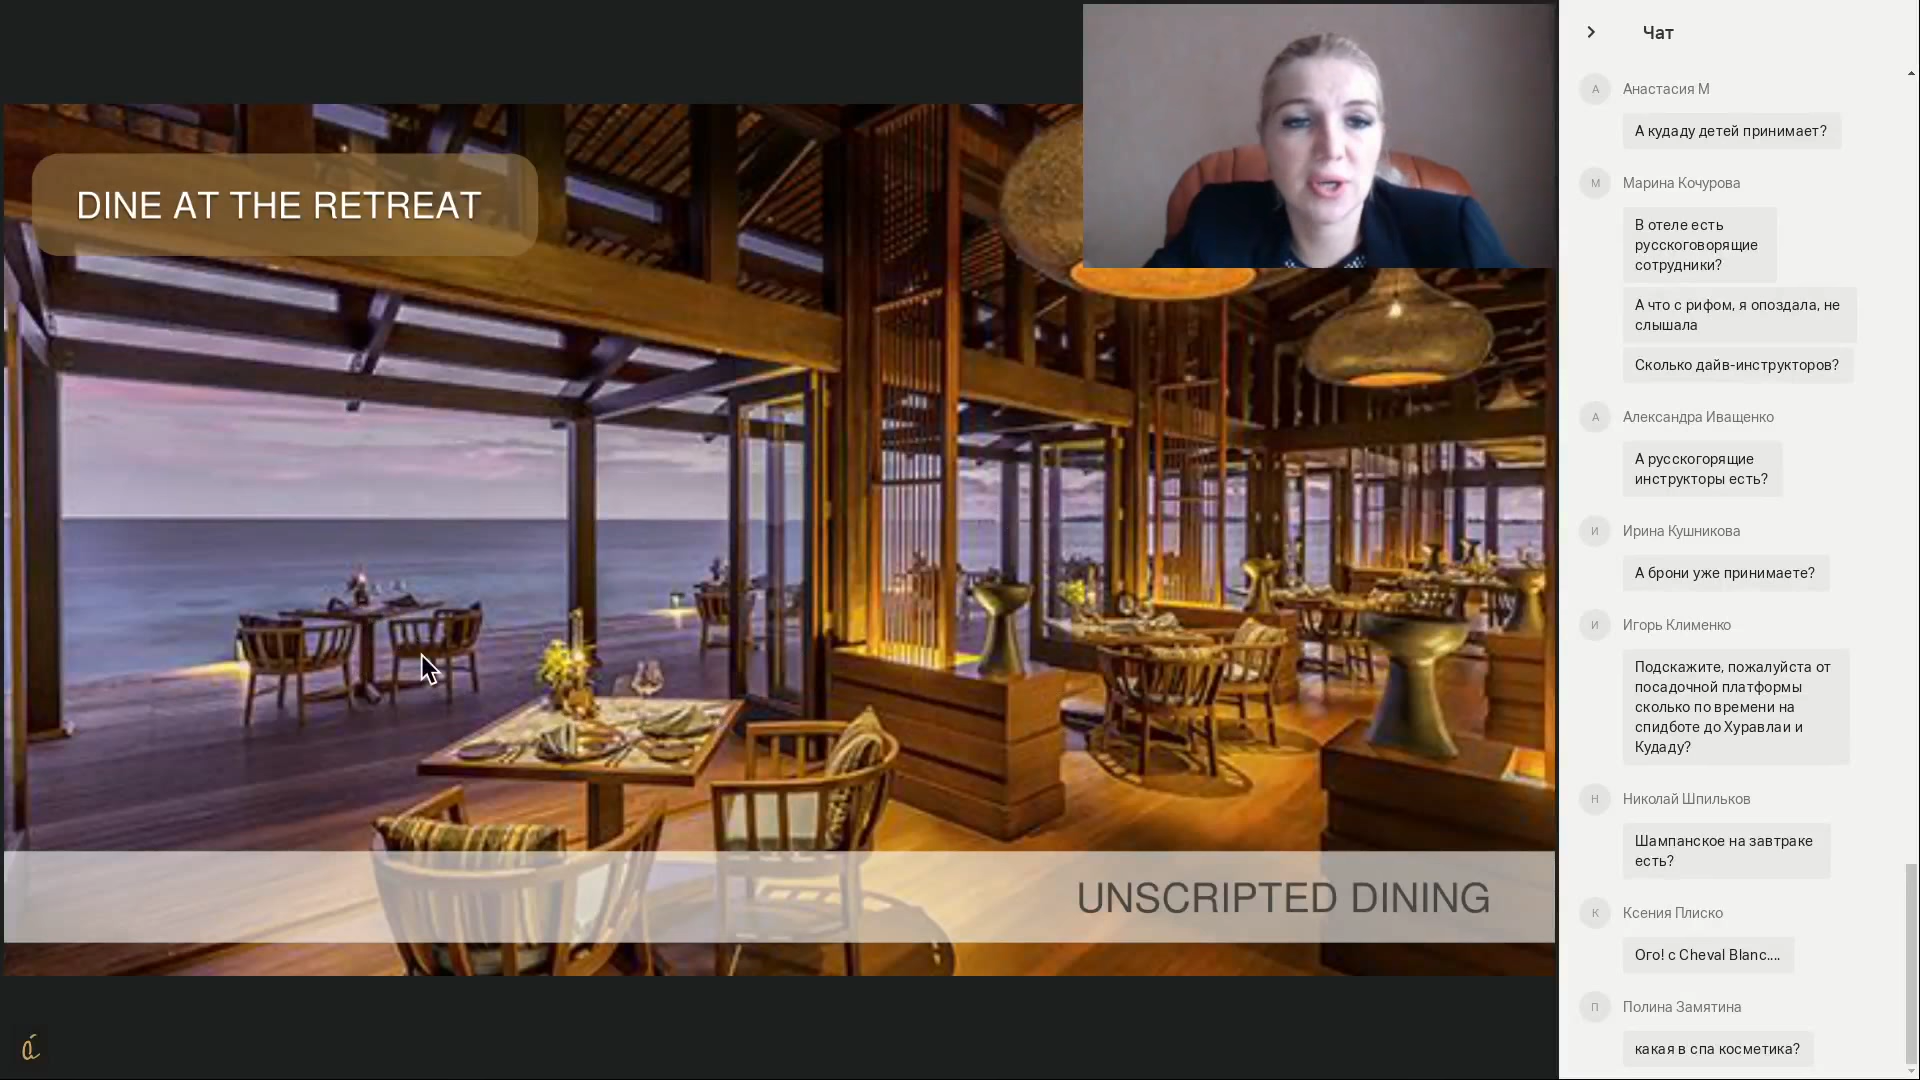 DINE AT THE RETREAT
UNSCRIPTED DINING
á
Чат
А
Анастасия М
А кудаду детей принимает?
М
Марина Кочурова
В отеле есть
русскоговорящие
сотрудники?
А что с рифом, я опоздала, не
слышала
Сколько дайв-инструкторов?
А
Александра Иващенко
А русскогорящие
инструкторы есть?
И
Ирина Кушникова
А брони уже принимаете?
И
Игорь Клименко
Подскажите, пожалуйста от
посадочной платформы
сколько по времени на
спидботе до Хуравлаи и
Кудаду?
Н
Николай Шпильков
Шампанское на завтраке
есть?
К
Ксения Плиско
Ого! с Cheval Blanc....
П
Полина Замятина
какая в спа косметика?